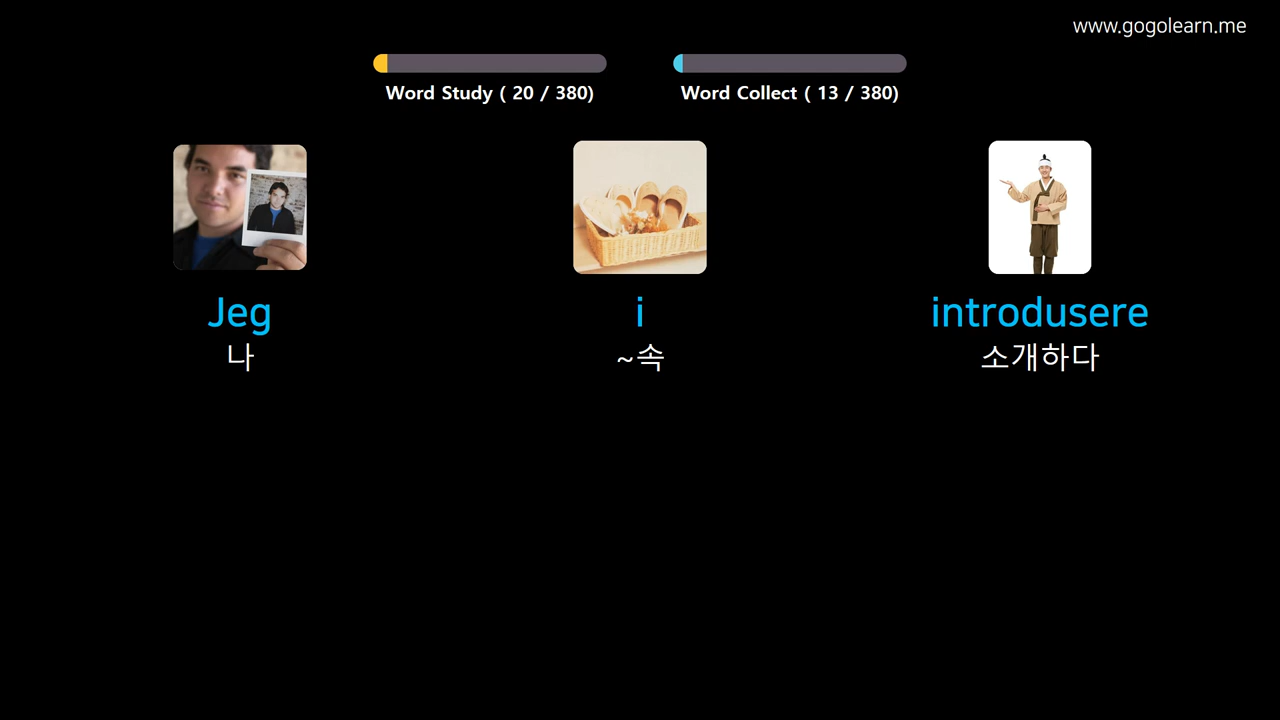 www.gogolearn.me
Word Study ( 20 / 380)
Word Collect ( 13 / 380)
Jeg
나
i
~속
introdusere
소개하다